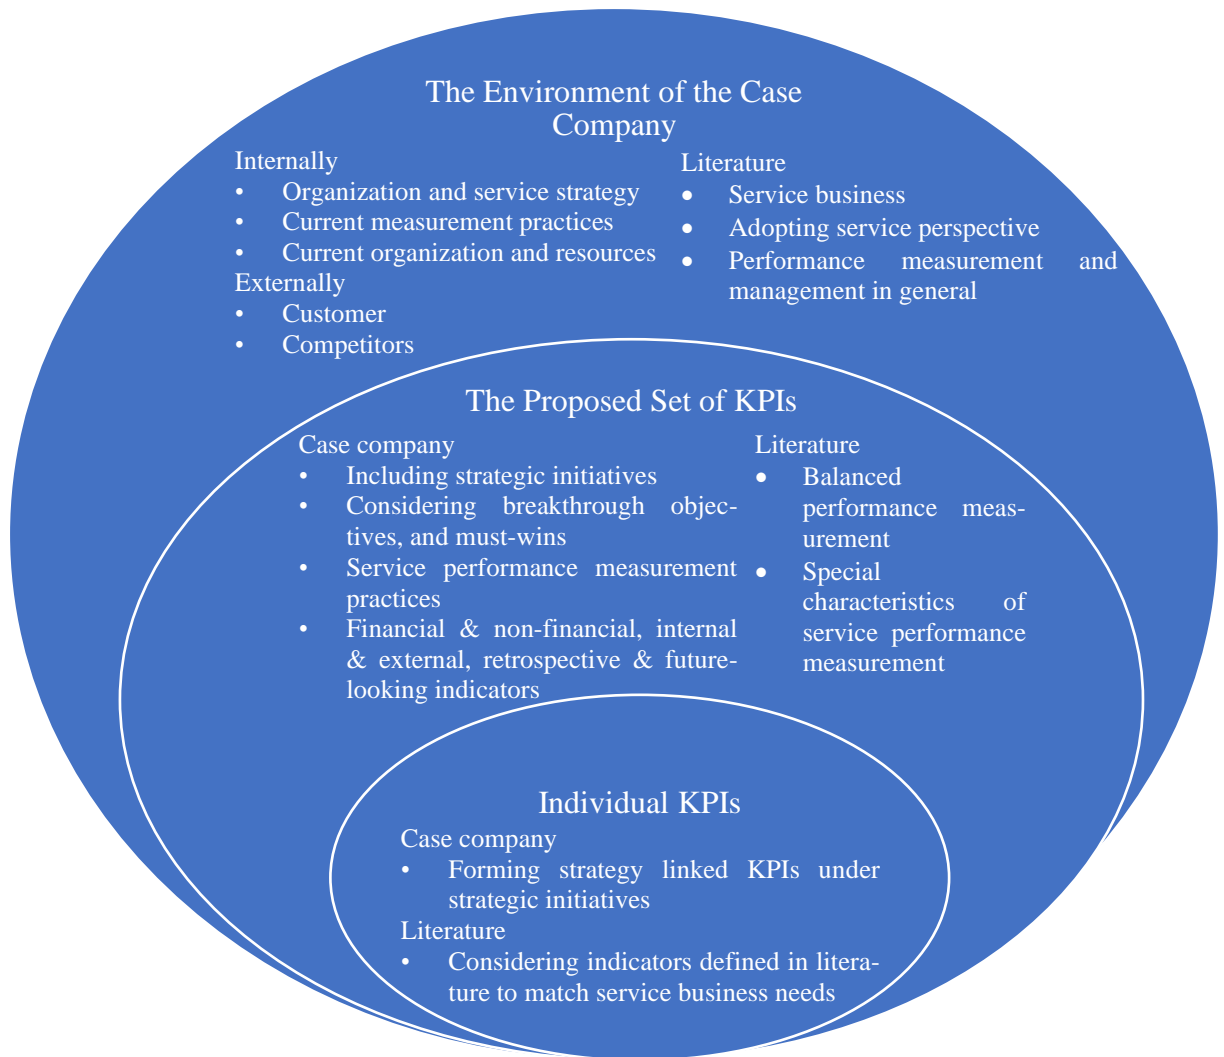 The Environment of the Case
Company
Internally
• Organization and service strategy
• Current measurement practices
• Current organization and resources
Externally
• Customer
• Competitors
Literature
• Service business
• Adopting service perspective
• Performance measurement and
management in general
The Proposed Set of KPIs
Case company
• Including strategic initiatives
• Considering breakthrough objec-
tives, and must-wins
• Service performance measurement
practices
• Financial & non-financial, internal
& external, retrospective & future-
looking indicators
Literature
• Balanced
performance meas-
urement
• Special
characteristics of
service performance
measurement
Individual KPIs
Case company
• Forming strategy linked KPIs under
strategic initiatives
Literature
• Considering indicators defined in litera-
ture to match service business needs